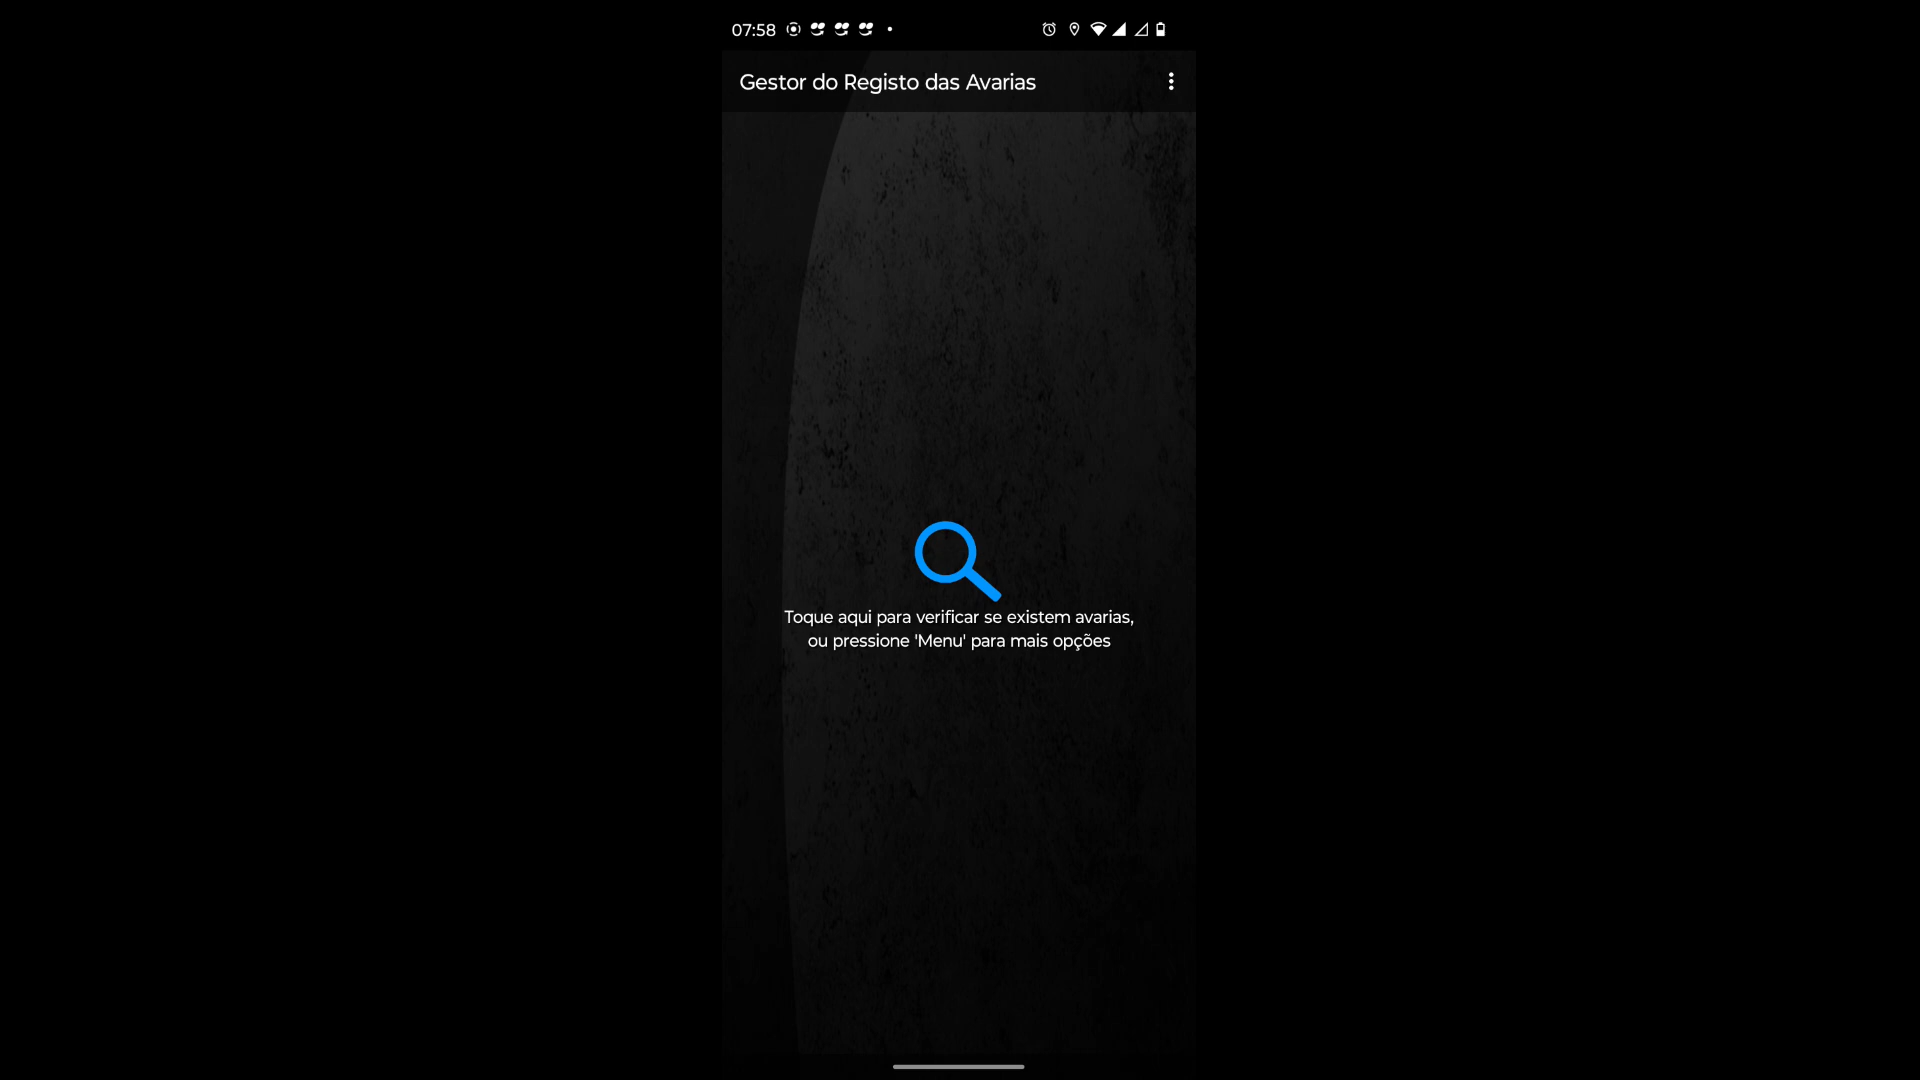 07:58
Gestor do Registo das Avarias
Toque aqui para verificar se existem avarias,
ou pressione 'Menu' para mais opções